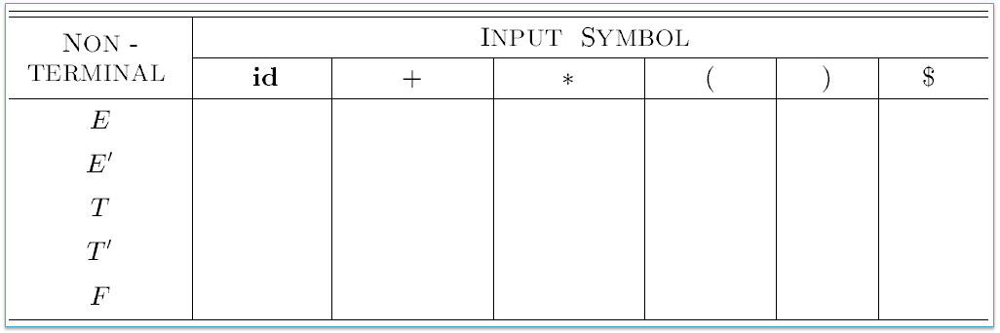 NON -
TERMINAL
INPUT SYMBOL
id + * ( ) $
E
E′
T
T′
F